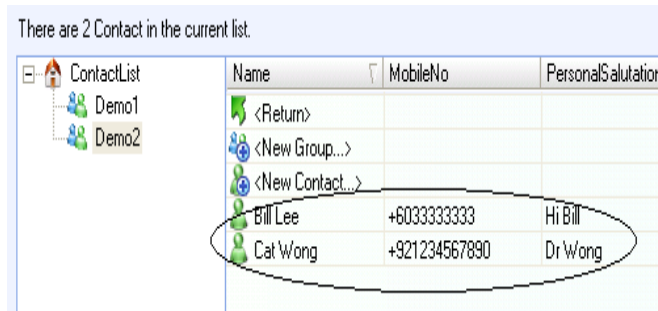 There are 2 Contact in the current list.
ContactList
Demo1
Demo2
Name MobileNo PersonalSalutation
<Return>
<New Group...>
<New Contact...>
Bill Lee +6033333333 Hi Bill
Cat Wong +921234567890 Dr Wong